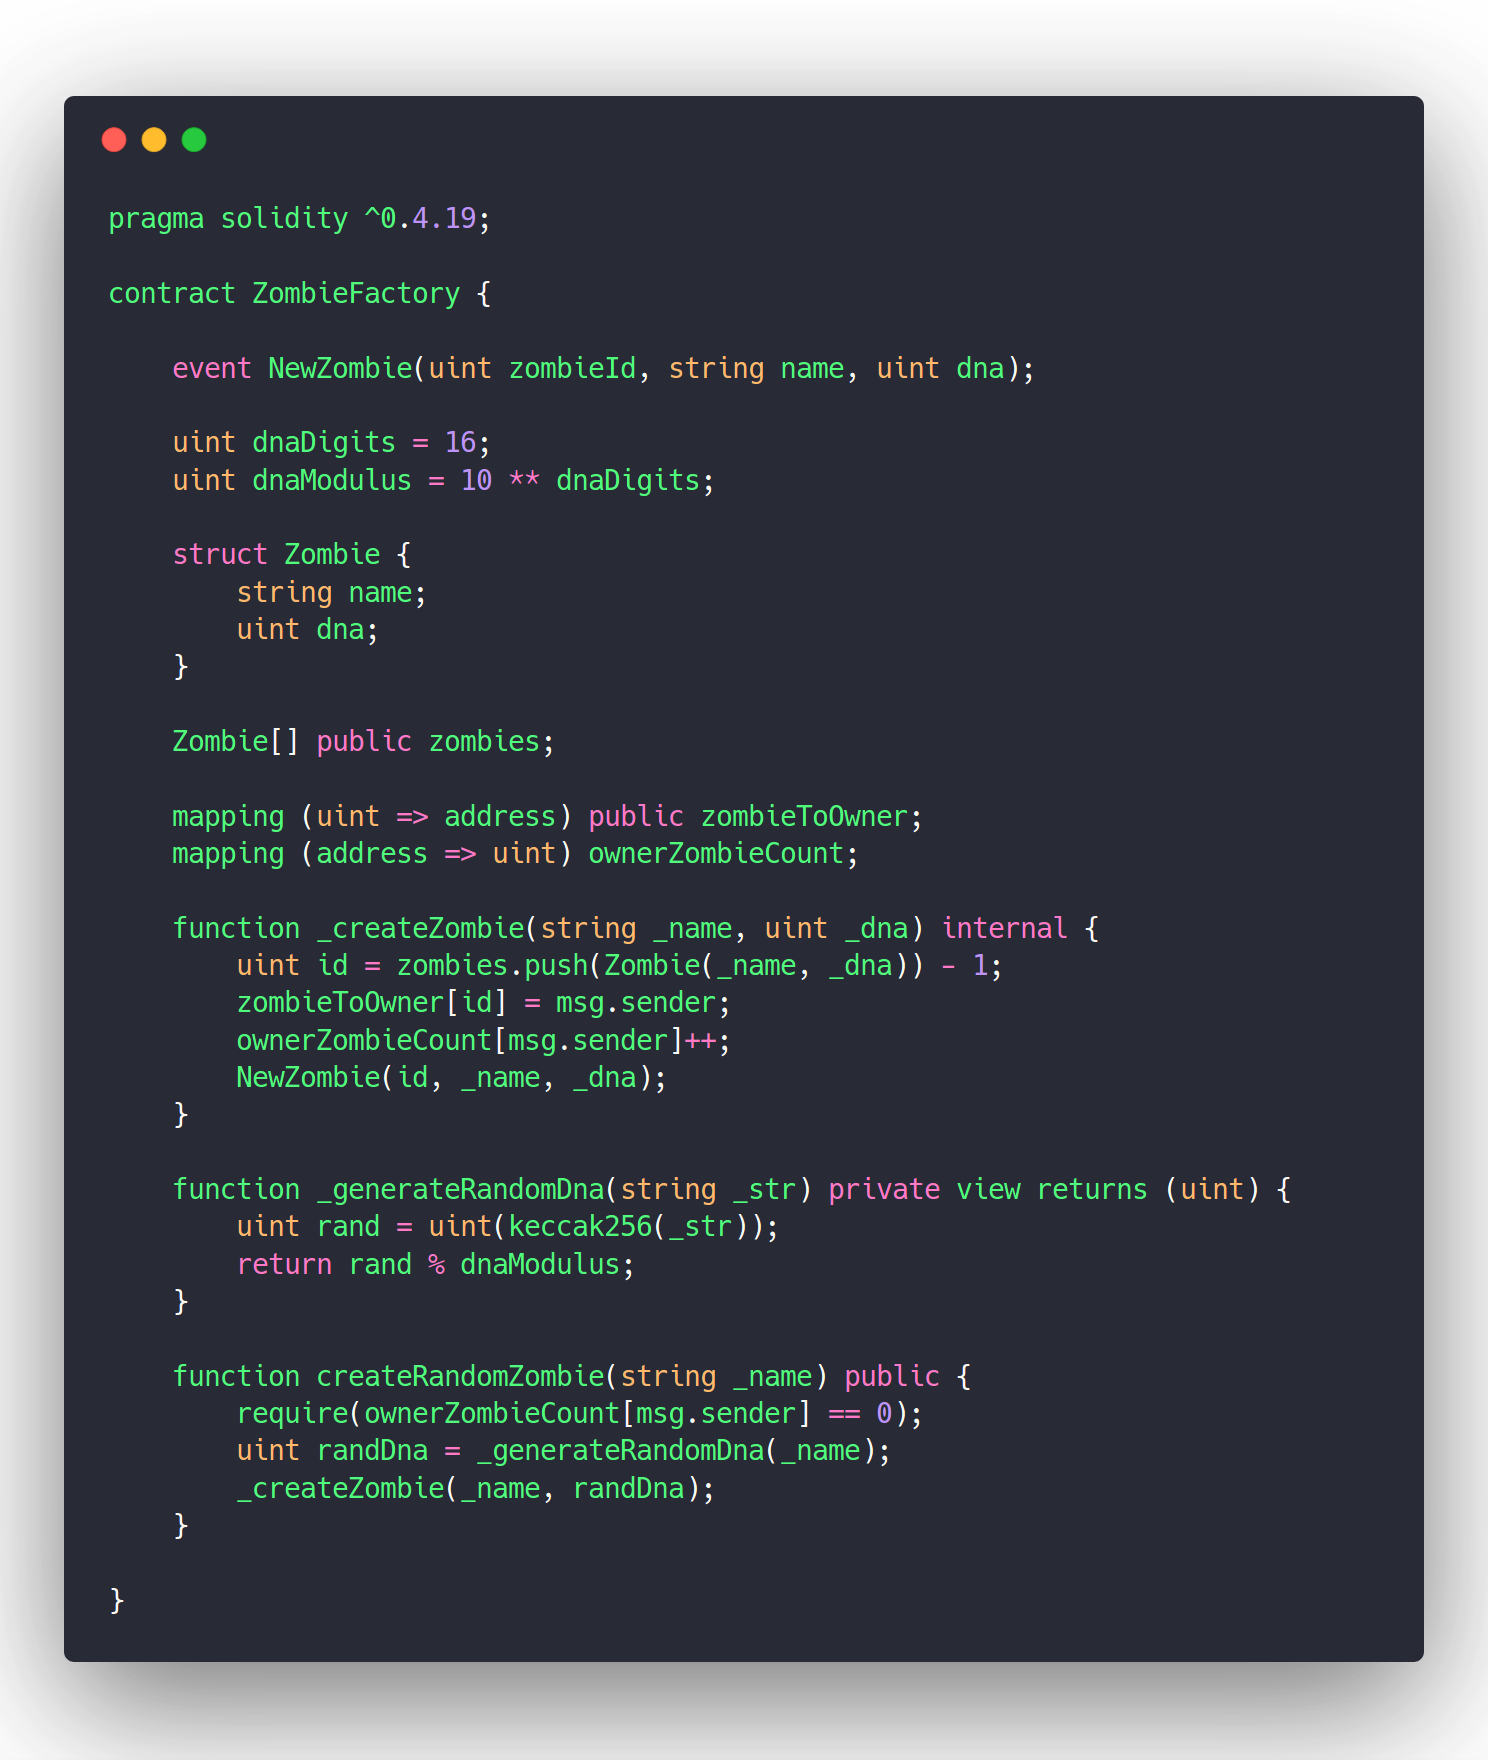 pragma solidity ^0.4.19;
contract ZombieFactory {
    event NewZombie(uint zombieId, string name, uint dna);
    uint dnaDigits = 16;
    uint dnaModulus = 10 ** dnaDigits;
    struct Zombie {
        string name;
        uint dna;
    }
    Zombie[] public zombies;
    mapping (uint => address) public zombieToOwner;
    mapping (address => uint) ownerZombieCount;
    function _createZombie(string _name, uint _dna) internal {
        uint id = zombies.push(Zombie(_name, _dna)) - 1;
        zombieToOwner[id] = msg.sender;
        ownerZombieCount[msg.sender]++;
        NewZombie(id, _name, _dna);
    }
    function _generateRandomDna(string _str) private view returns (uint) {
        uint rand = uint(keccak256(_str));
        return rand % dnaModulus;
    }
    function createRandomZombie(string _name) public {
        require(ownerZombieCount[msg.sender] == 0);
        uint randDna = _generateRandomDna(_name);
        _createZombie(_name, randDna);
    }
}